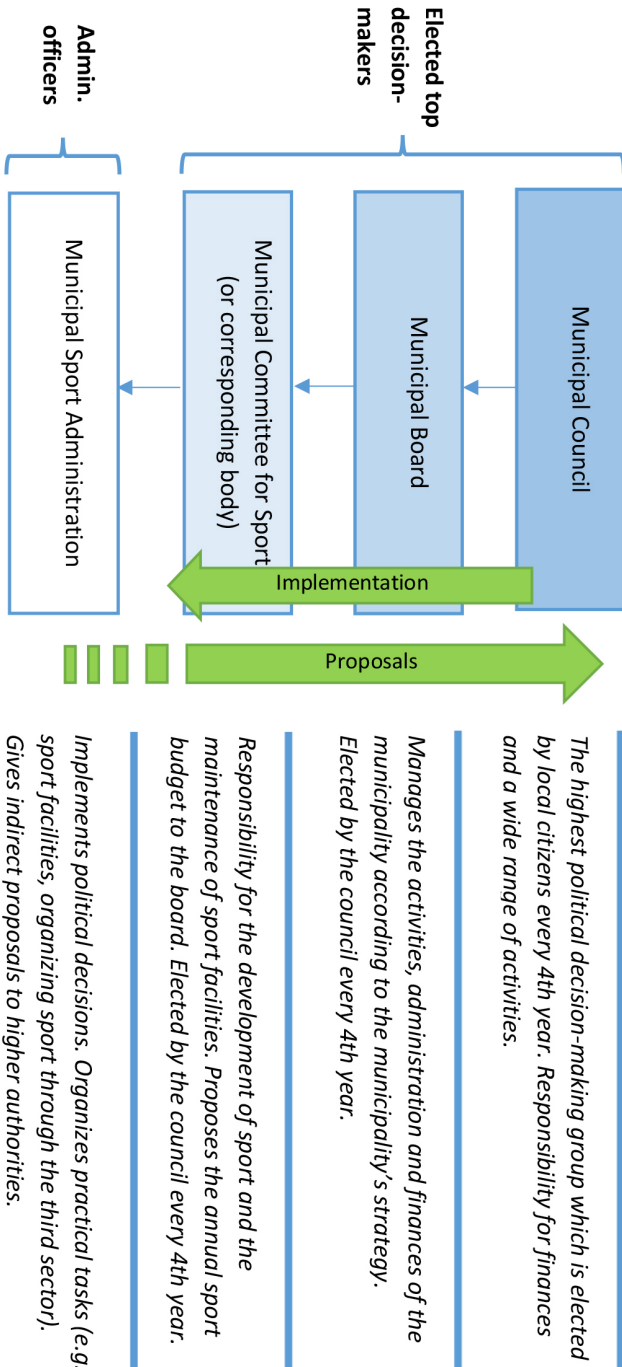 Elected top
decision-
makers
Admin.
officers
Municipal Council
Municipal Board
Municipal Committee for Sport
(or corresponding body)
Municipal Sport Administration
Implementation
Proposals
The highest political decision-making group which is elected
by local citizens every 4th year. Responsibility for finances
and a wide range of activities.
Manages the activities, administration and finances of the
municipality according to the municipality's strategy.
Elected by the council every 4th year.
Responsibility for the development of sport and the
maintenance of sport facilities. Proposes the annual sport
budget to the board. Elected by the council every 4th year.
Implements political decisions. Organizes practical tasks (e.g.
sport facilities, organizing sport through the third sector).
Gives indirect proposals to higher authorities.